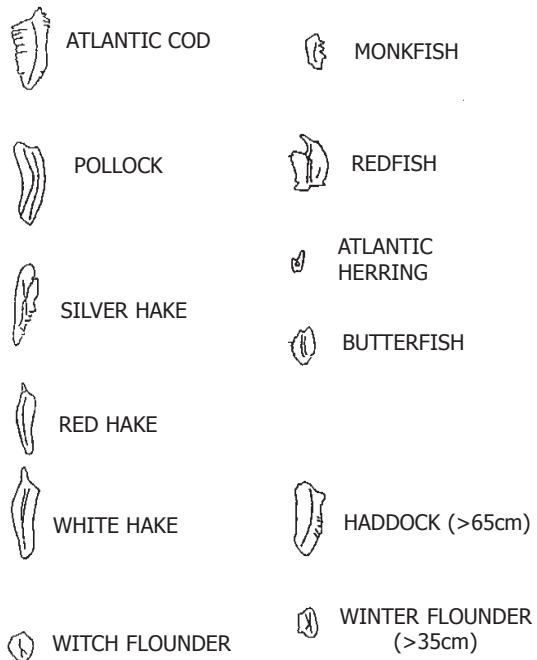 ATLANTIC COD
MONKFISH
POLLOCK
REDFISH
ATLANTIC
HERRING
SILVER HAKE
BUTTERFISH
RED HAKE
WHITE HAKE
HADDOCK (>65cm)
WITCH FLOUNDER
WINTER FLOUNDER
(>35cm)